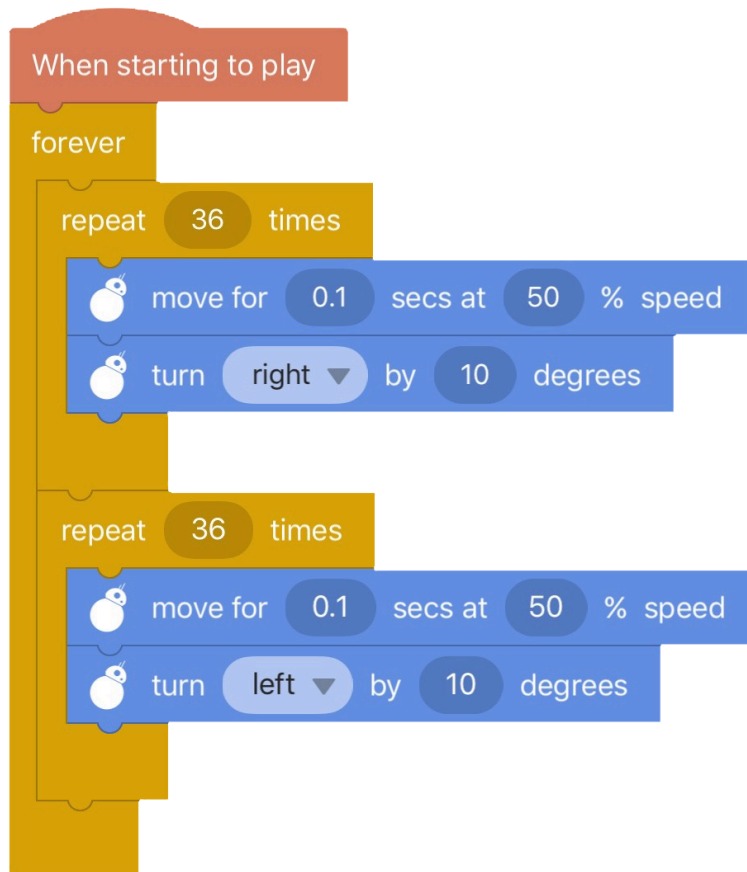 When starting to play
forever
repeat 36 times
move for 0.1 secs at 50 % speed
turn right by 10 degrees
repeat 36 times
move for 0.1 secs at 50 % speed
turn left by 10 degrees